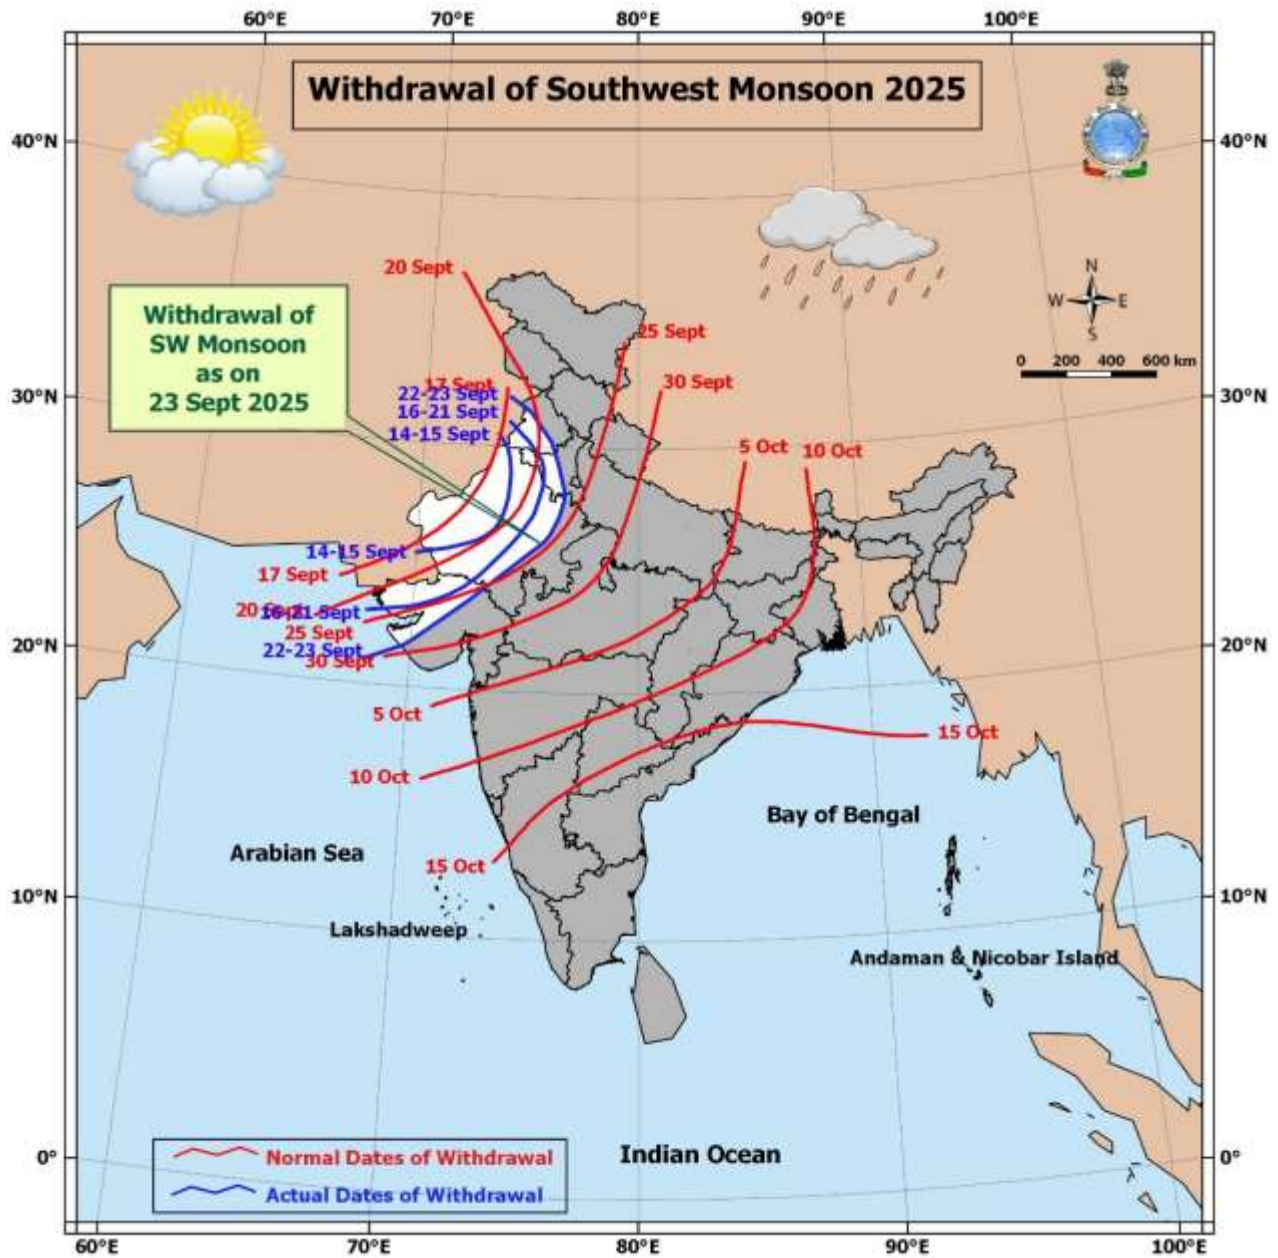 60°E 70°E 80°E 90°E 100°E
Withdrawal of Southwest Monsoon 2025
40°N 40°N
20 Sept
N
W E
S
Withdrawal of
SW Monsoon
as on
23 Sept 2025
25 Sept
0 200 400 600 km
17 Sept
30 Sept
22-23 Sept
30°N 30°N
16-21 Sept
14-15 Sept
5 Oct 10 Oct
14-15 Sept
17 Sept
20 Sept
16-21 Sept
25 Sept
22-23 Sept
20°N 20°N
30 Sept
5 Oct
15 Oct
10 Oct
Bay of Bengal
Arabian Sea
15 Oct
10°N 10°N
Lakshadweep
Andaman & Nicobar Island
Indian Ocean
0° 0°
Normal Dates of Withdrawal
Actual Dates of Withdrawal
60°E 70°E 80°E 90°E 100°E